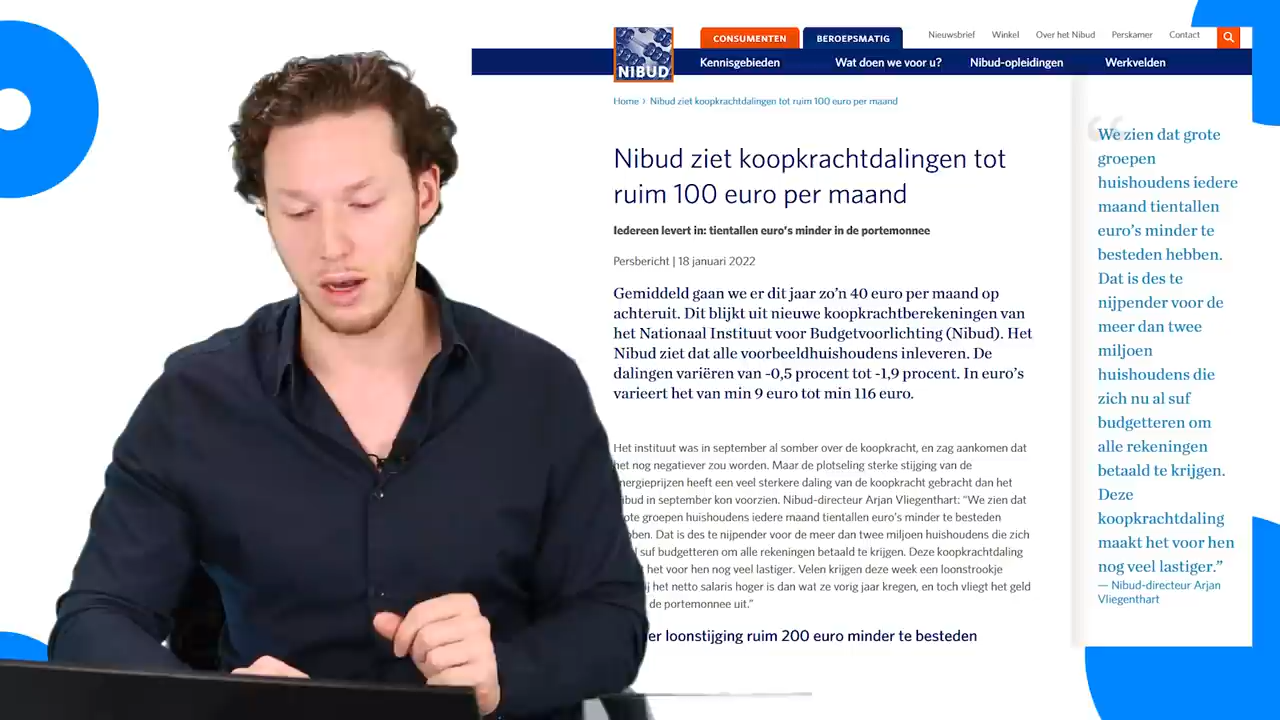 NIBUD
CONSUMENTEN
BEROEPSMATIG
Nieuwsbrief
Winkel
Over het Nibud
Perskamer
Contact
Kennisgebieden
Wat doen we voor u?
Nibud-opleidingen
Werkvelden
Home › Nibud ziet koopkrachtdalingen tot ruim 100 euro per maand
Nibud ziet koopkrachtdalingen tot
ruim 100 euro per maand
Iedereen levert in: tientallen euro's minder in de portemonnee
Persbericht | 18 januari 2022
Gemiddeld gaan we er dit jaar zo’n 40 euro per maand op
achteruit. Dit blijkt uit nieuwe koopkrachtberekeningen van
het Nationaal Instituut voor Budgetvoorlichting (Nibud). Het
Nibud ziet dat alle voorbeeldhuishoudens inleveren. De
dalingen variëren van -0,5 procent tot -1,9 procent. In euro’s
varieert het van min 9 euro tot min 116 euro.
Het instituut was in september al somber over de koopkracht, en zag aankomen dat
het nog negatiever zou worden. Maar de plotseling sterke stijging van de
nergieprijzen heeft een veel sterkere daling van de koopkracht gebracht dan het
ibud in september kon voorzien. Nibud-directeur Arjan Vliegenthart: “We zien dat
ote groepen huishoudens iedere maand tientallen euro’s minder te besteden
bben. Dat is des te nijpender voor de meer dan twee miljoen huishoudens die zich
l suf budgetteren om alle rekeningen betaald te krijgen. Deze koopkrachtdaling
het voor hen nog veel lastiger. Velen krijgen deze week een loonstrookje
ij het netto salaris hoger is dan wat ze vorig jaar kregen, en toch vliegt het geld
de portemonnee uit.”
er loonstijging ruim 200 euro minder te besteden
“
We zien dat grote
groepen
huishoudens iedere
maand tientallen
euro’s minder te
besteden hebben.
Dat is des te
nijpender voor de
meer dan twee
miljoen
huishoudens die
zich nu al suf
budgetteren om
alle rekeningen
betaald te krijgen.
Deze
koopkrachtdaling
maakt het voor hen
nog veel lastiger.”
— Nibud-directeur Arjan
Vliegenthart